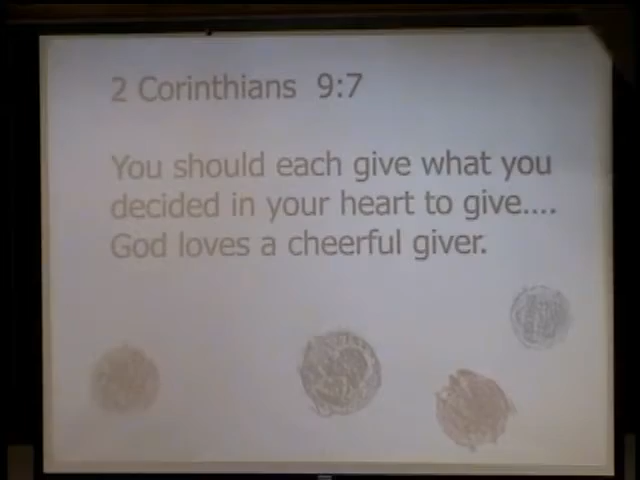 2 Corinthians 9:7
You should each give what you
decided in your heart to give....
God loves a cheerful giver.